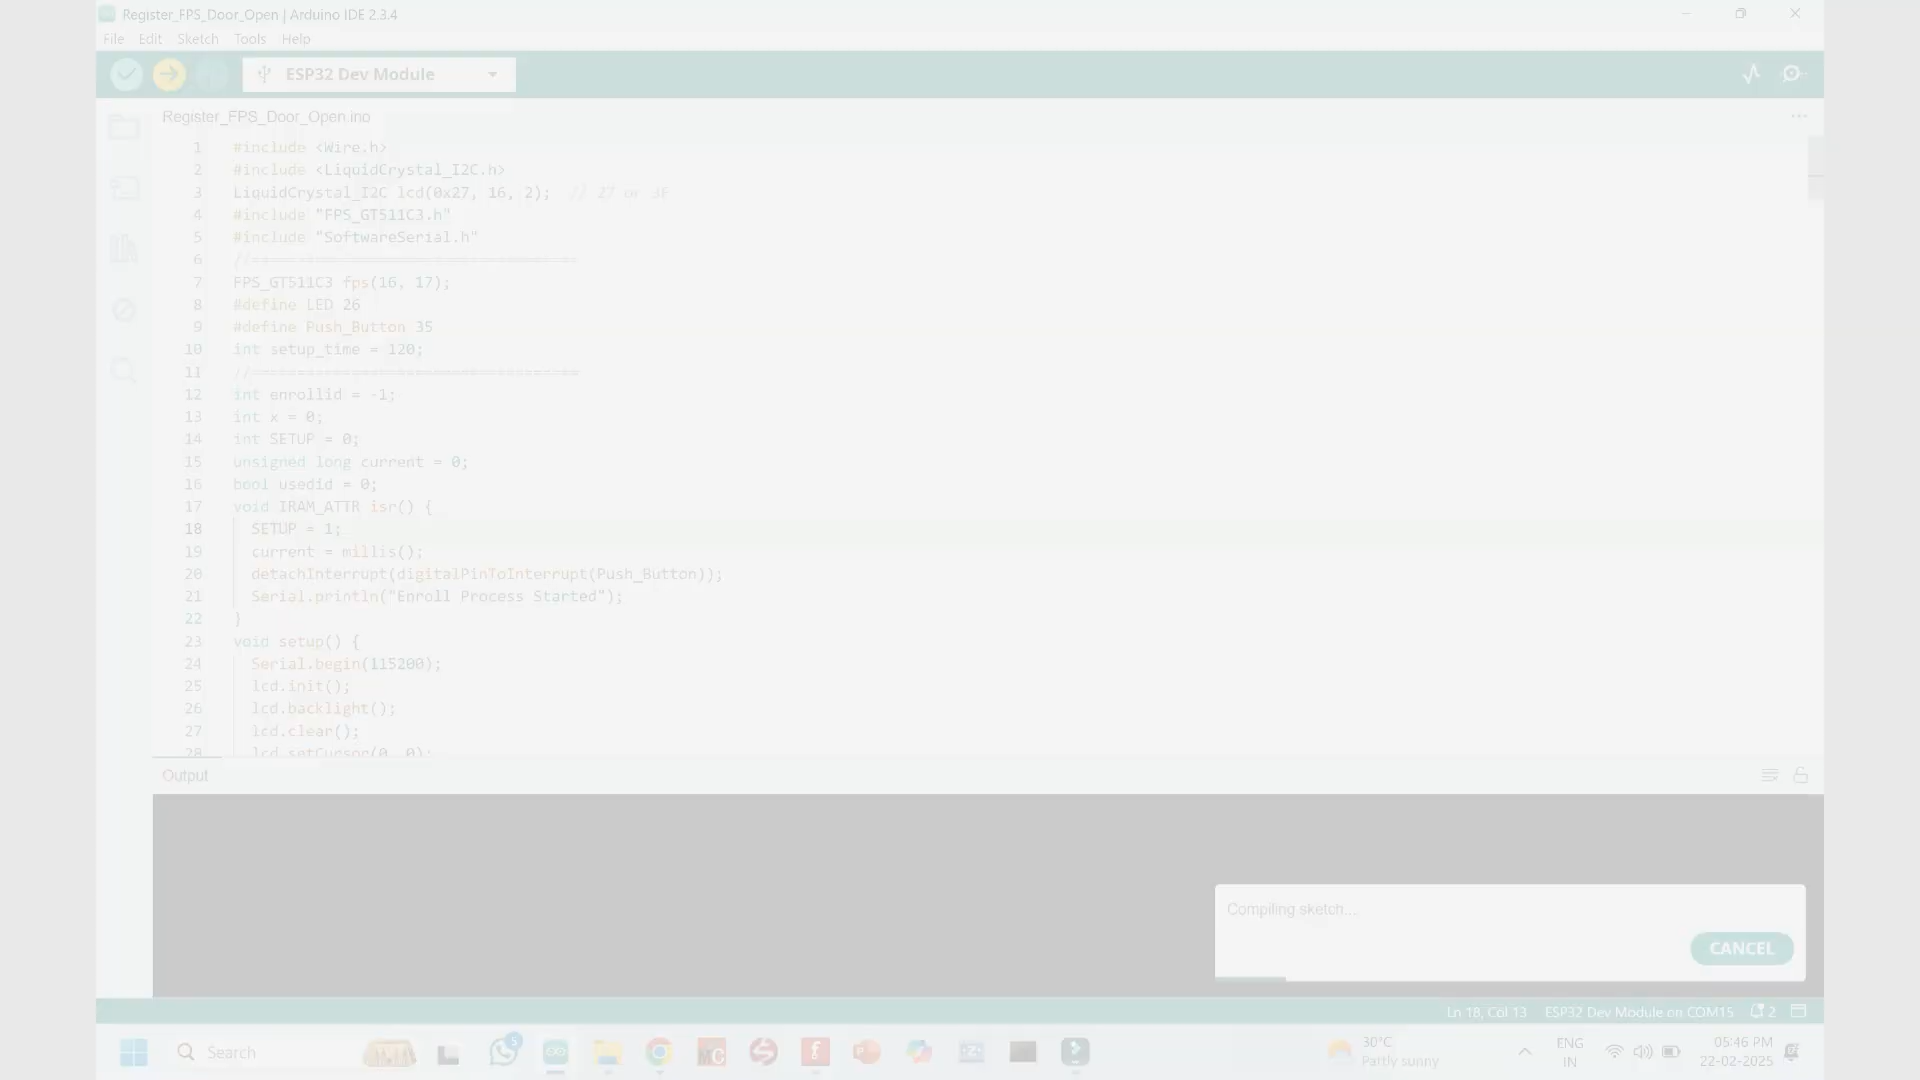 Register_FPS_Door_Open | Arduino IDE 2.3.4
File Edit Sketch Tools Help
ESP32 Dev Module
Register_FPS_Door_Open.ino
1 #include <Wire.h>
2 #include <LiquidCrystal_I2C.h>
3 LiquidCrystal_I2C lcd(0x27, 16, 2); // 27 or 3F
4 #include "FPS_GT511C3.h"
5 #include "SoftwareSerial.h"
6 //====================================
7 FPS_GT511C3 fps(16, 17);
8 #define LED 26
9 #define Push_Button 35
10 int setup_time = 120;
11 //====================================
12 int enrollid = -1;
13 int x = 0;
14 int SETUP = 0;
15 unsigned long current = 0;
16 bool usedid = 0;
17 void IRAM_ATTR isr() {
18 SETUP = 1;
19 current = millis();
20 detachInterrupt(digitalPinToInterrupt(Push_Button));
21 Serial.println("Enroll Process Started");
22 }
23 void setup() {
24 Serial.begin(115200);
25 lcd.init();
26 lcd.backlight();
27 lcd.clear();
28 lcd.setCursor(0, 0);
Output
Compiling sketch...
CANCEL
Ln 18, Col 13 ESP32 Dev Module on COM15 2
Search
5
MG
30°C
Partly sunny
ENG
IN
05:46 PM
22-02-2025